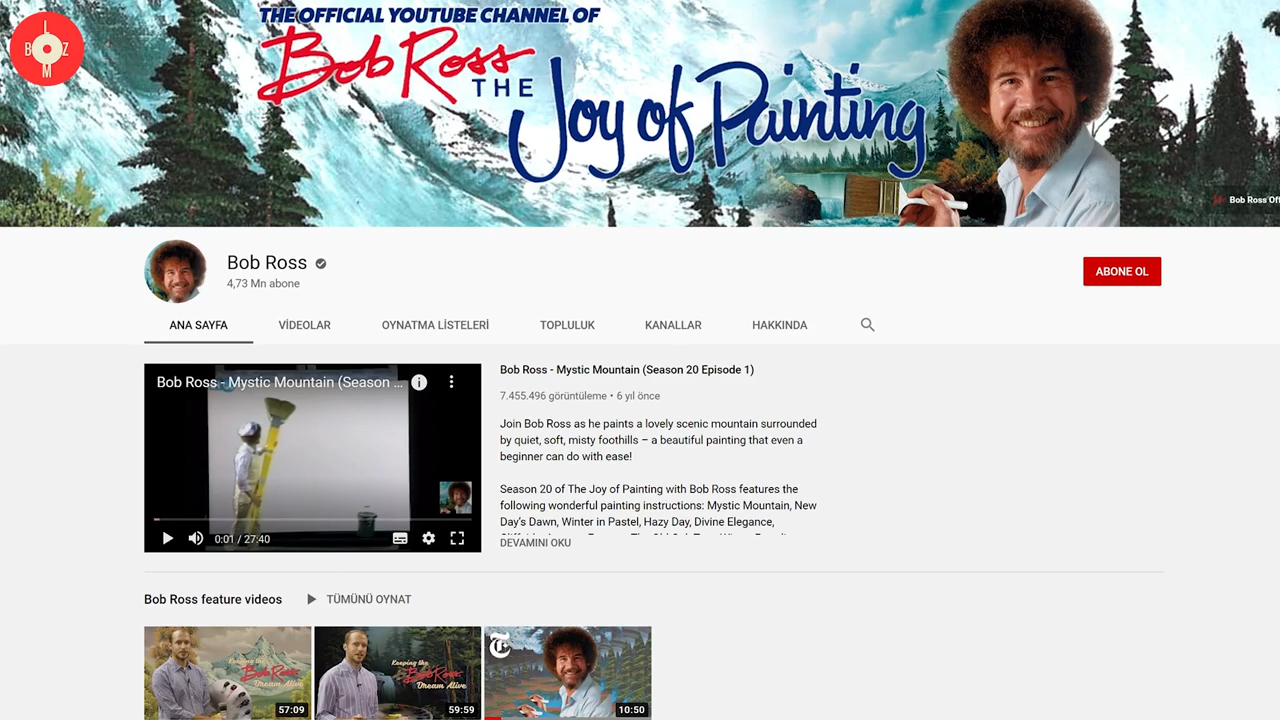 L
B Z
M
THE OFFICIAL YOUTUBE CHANNEL OF
Bob Ross
THE
Joy of Painting
Bob Ross Off
Bob Ross
4,73 Mn abone
ABONE OL
ANA SAYFA VİDEOLAR OYNATMA LİSTELERİ TOPLULUK KANALLAR HAKKINDA
Bob Ross - Mystic Mountain (Season ...
0:01 / 27:40
Bob Ross - Mystic Mountain (Season 20 Episode 1)
7.455.496 görüntüleme • 6 yıl önce
Join Bob Ross as he paints a lovely scenic mountain surrounded
by quiet, soft, misty foothills – a beautiful painting that even a
beginner can do with ease!
Season 20 of The Joy of Painting with Bob Ross features the
following wonderful painting instructions: Mystic Mountain, New
Day's Dawn, Winter in Pastel, Hazy Day, Divine Elegance,
DEVAMINI OKU
Bob Ross feature videos TÜMÜNÜ OYNAT
Keeping the
Bob Ross
Dream Alive
57:09
Keeping the
Bob Ross
Dream Alive
59:59
T
10:50